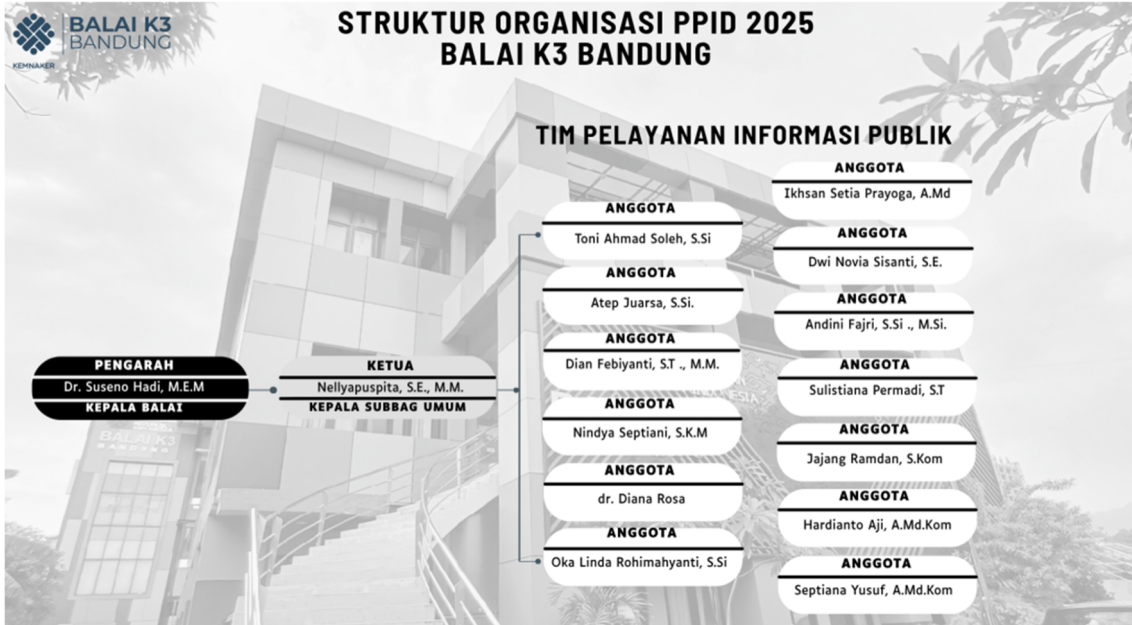 BALAI K3
BANDUNG
KEMNAKER
STRUKTUR ORGANISASI PPID 2025
BALAI K3 BANDUNG
TIM PELAYANAN INFORMASI PUBLIK
PENGARAH
Dr. Suseno Hadi, M.E.M
KEPALA BALAI
KETUA
Nellyapuspita, S.E., M.M.
KEPALA SUBBAG UMUM
ANGGOTA
Toni Ahmad Soleh, S.Si
ANGGOTA
Atep Juarsa, S.Si.
ANGGOTA
Dian Febiyanti, S.T ., M.M.
ANGGOTA
Nindya Septiani, S.K.M
ANGGOTA
dr. Diana Rosa
ANGGOTA
Oka Linda Rohimahyanti, S.Si
ANGGOTA
Ikhsan Setia Prayoga, A.Md
ANGGOTA
Dwi Novia Sisanti, S.E.
ANGGOTA
Andini Fajri, S.Si ., M.Si.
ANGGOTA
Sulistiana Permadi, S.T
ANGGOTA
Jajang Ramdan, S.Kom
ANGGOTA
Hardianto Aji, A.Md.Kom
ANGGOTA
Septiana Yusuf, A.Md.Kom
BALAI K3
BANDUNG